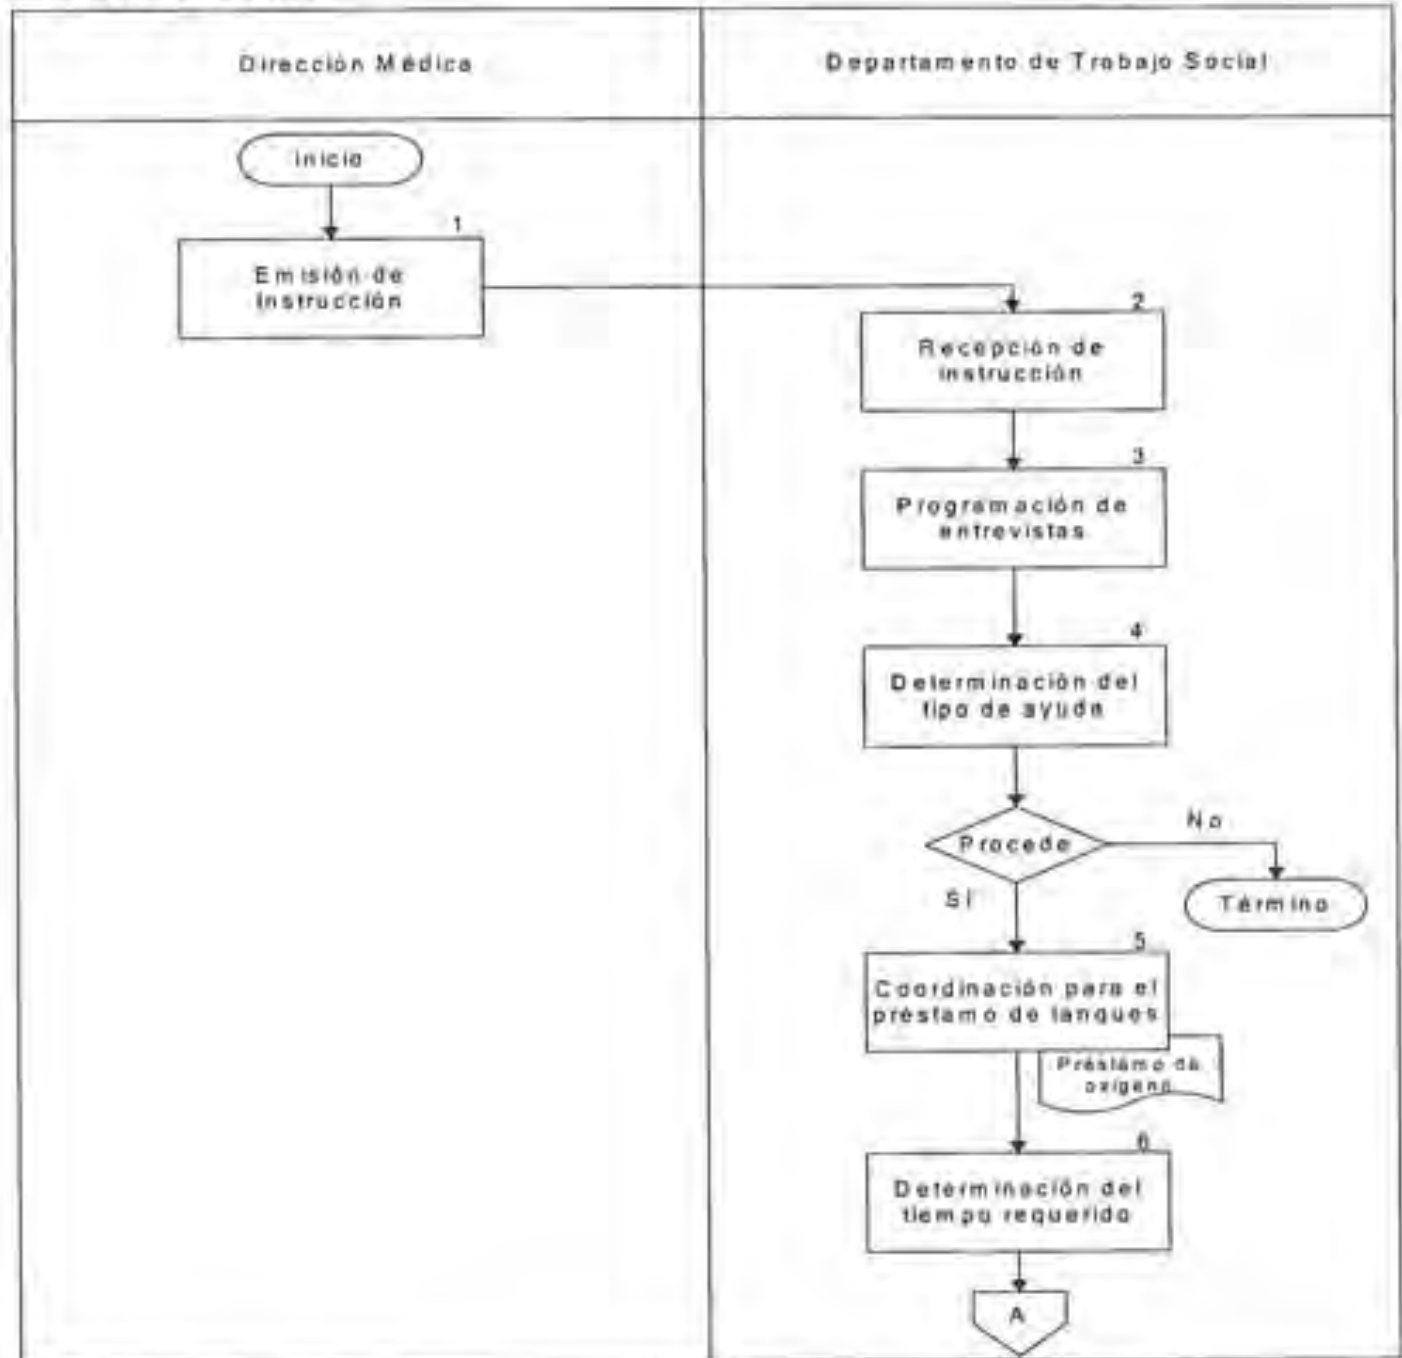 Dirección Médica
Departamento de Trabajo Social
Inicio
1
Emisión de
instrucción
2
Recepción de
instrucción
3
Programación de
entrevistas
4
Determinación del
tipo de ayuda
Procede
No
Término
Sí
5
Coordinación para el
préstamo de tanques
Préstamo de
oxígeno
6
Determinación del
tiempo requerido
A